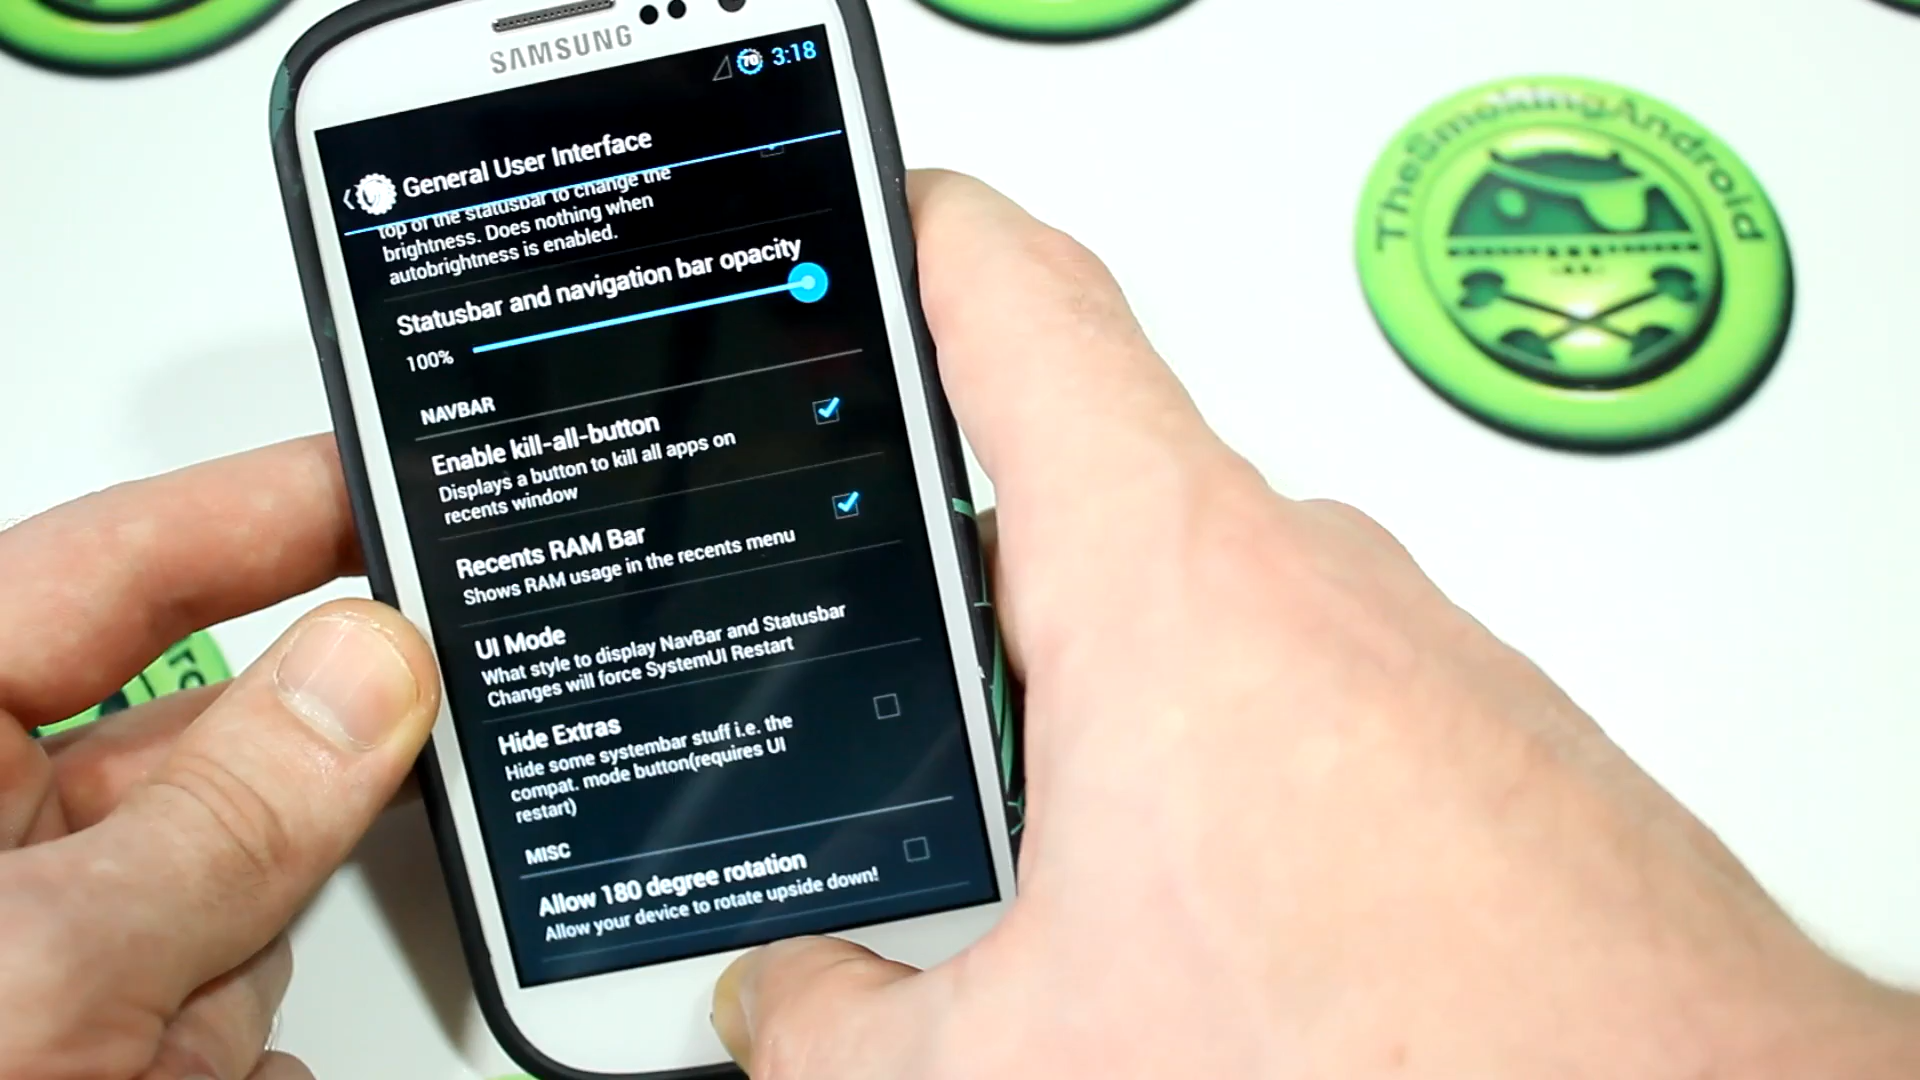 SAMSUNG
70 3:18
General User Interface
top of the statusbar to change the
brightness. Does nothing when
autobrightness is enabled.
Statusbar and navigation bar opacity
100%
NAVBAR
Enable kill-all-button
Displays a button to kill all apps on
recents window
Recents RAM Bar
Shows RAM usage in the recents menu
UI Mode
What style to display NavBar and Statusbar
Changes will force SystemUI Restart
Hide Extras
Hide some systembar stuff i.e. the
compat. mode button(requires UI
restart)
MISC
Allow 180 degree rotation
Allow your device to rotate upside down!
TheSmokingAndroid